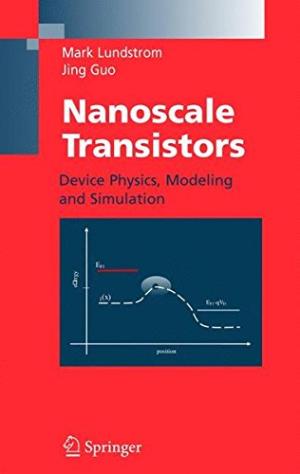 Mark Lundstrom
Jing Guo
Nanoscale
Transistors
Device Physics, Modeling
and Simulation
position
Springer